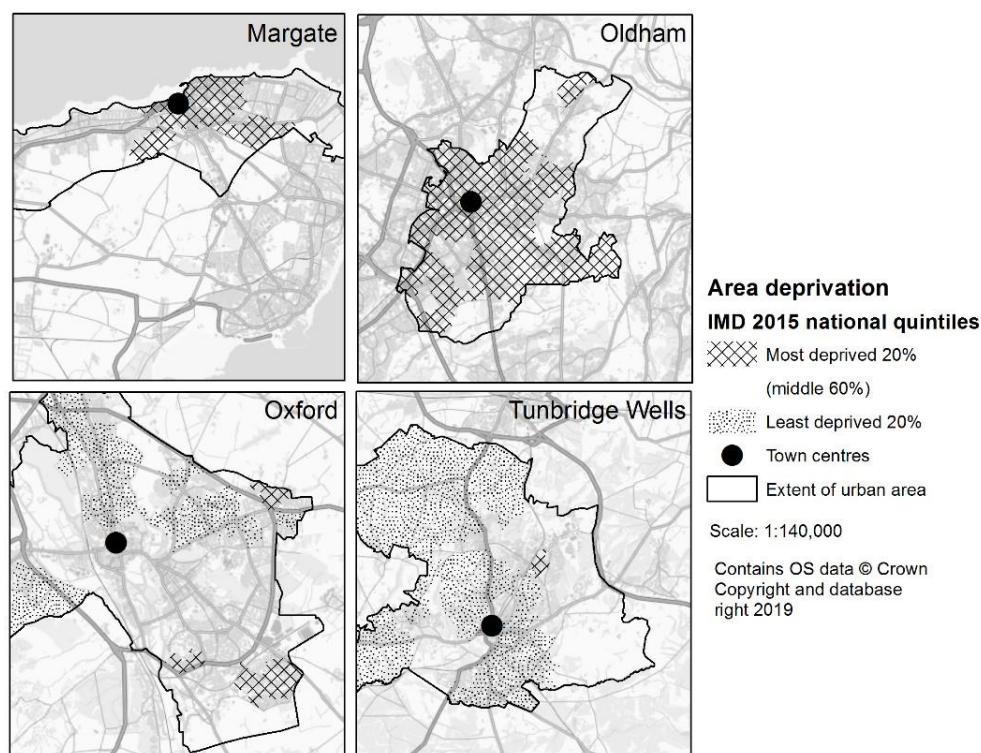 Margate
Oldham
Oxford
Tunbridge Wells
Area deprivation
IMD 2015 national quintiles
Most deprived 20%
(middle 60%)
Least deprived 20%
Town centres
Extent of urban area
Scale: 1:140,000
Contains OS data © Crown
Copyright and database
right 2019